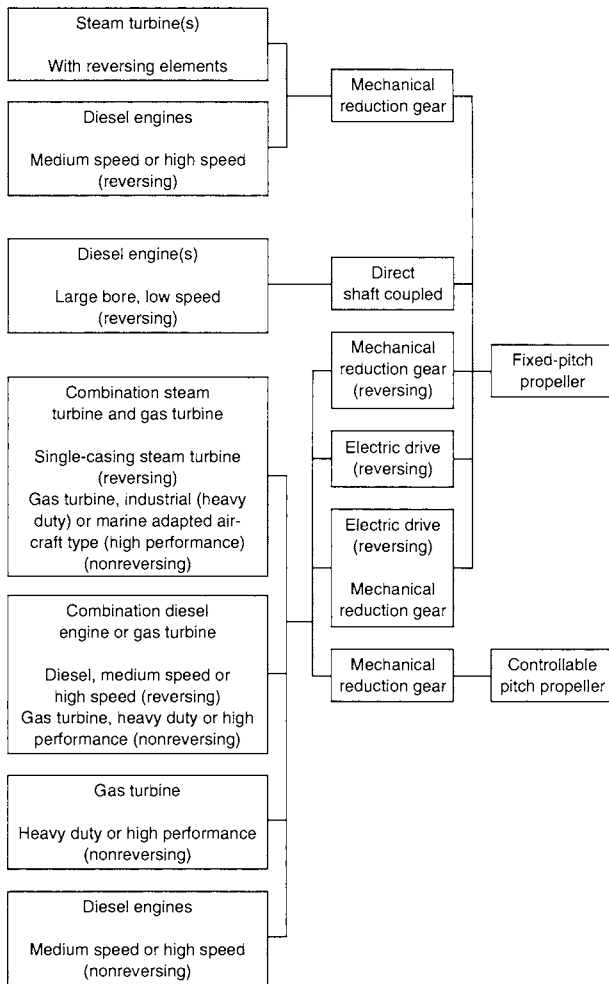 Steam turbine(s)
With reversing elements
Diesel engines
Medium speed or high speed
(reversing)
Diesel engine(s)
Large bore, low speed
(reversing)
Combination steam
turbine and gas turbine
Single-casing steam turbine
(reversing)
Gas turbine, industrial (heavy
duty) or marine adapted air-
craft type (high performance)
(nonreversing)
Combination diesel
engine or gas turbine
Diesel, medium speed or
high speed (reversing)
Gas turbine, heavy duty or high
performance (nonreversing)
Gas turbine
Heavy duty or high performance
(nonreversing)
Diesel engines
Medium speed or high speed
(nonreversing)
Mechanical
reduction gear
Direct
shaft coupled
Mechanical
reduction gear
(reversing)
Electric drive
(reversing)
Electric drive
(reversing)
Mechanical
reduction gear
Mechanical
reduction gear
Fixed-pitch
propeller
Controllable
pitch propeller